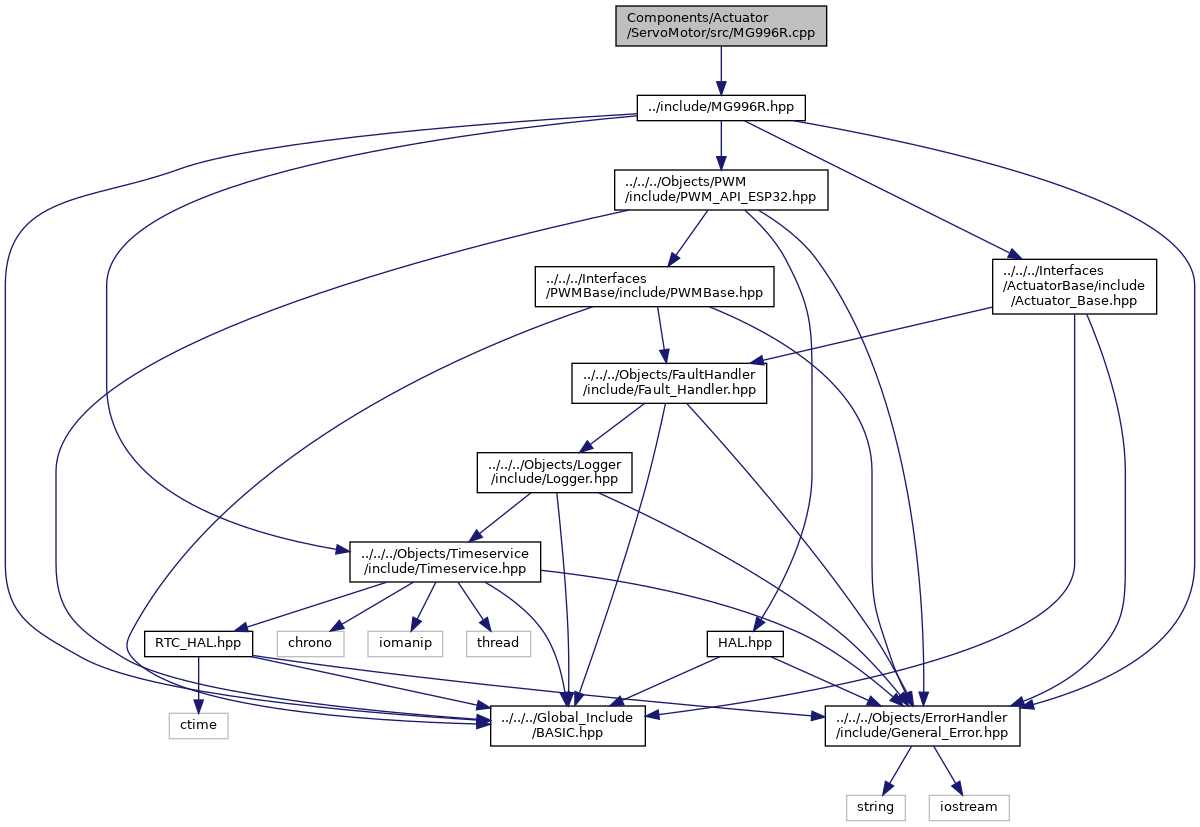 Components/Actuator
/ServoMotor/src/MG996R.cpp
../include/MG996R.hpp
../../../Objects/PWM
/include/PWM_API_ESP32.hpp
../../../Interfaces
/ActuatorBase/include
/Actuator_Base.hpp
../../../Interfaces
/PWMBase/include/PWMBase.hpp
../../../Objects/FaultHandler
/include/Fault_Handler.hpp
../../../Objects/Logger
/include/Logger.hpp
../../../Objects/Timeservice
/include/Timeservice.hpp
RTC_HAL.hpp
chrono
iomanip
thread
HAL.hpp
ctime
../../../Global_Include
/BASIC.hpp
../../../Objects/ErrorHandler
/include/General_Error.hpp
string
iostream